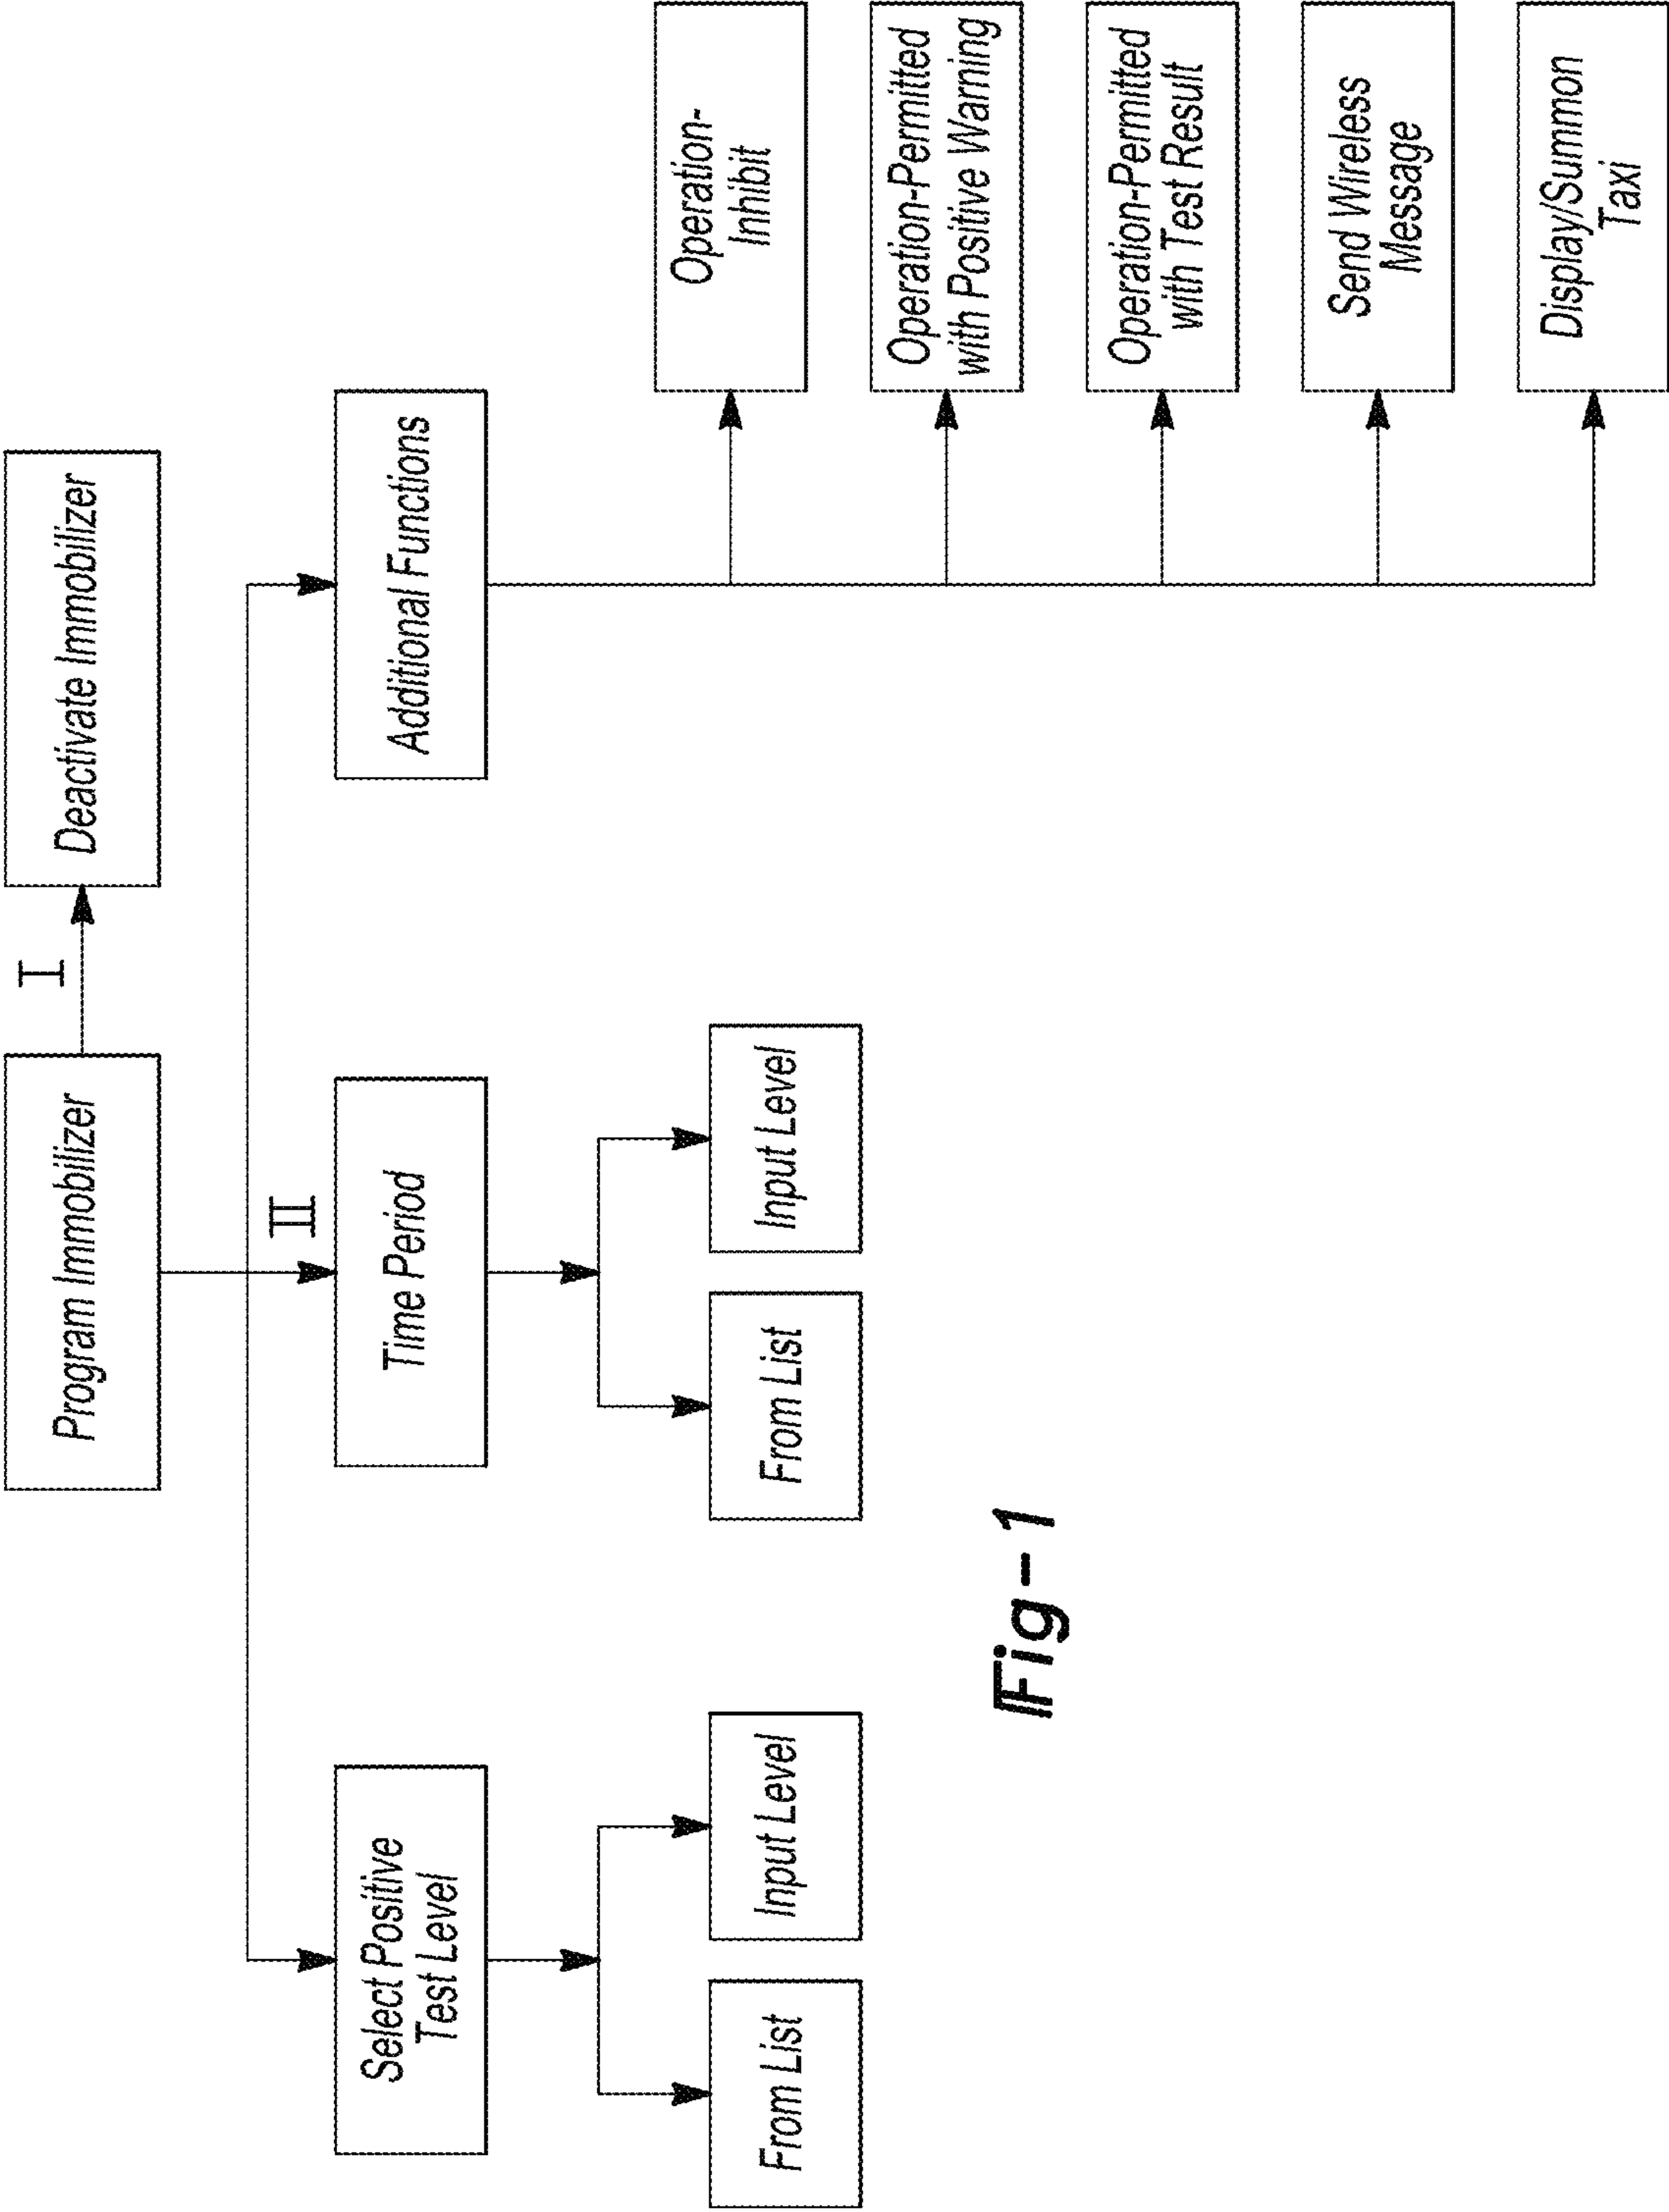 Program Immobilizer
I
Deactivate Immobilizer
II
Select Positive
Test Level
Time Period
Additional Functions
From List
Input Level
From List
Input Level
Operation-
Inhibit
Operation-Permitted
with Positive Warning
Operation-Permitted
with Test Result
Send Wireless
Message
Display/Summon
Taxi
Fig-1